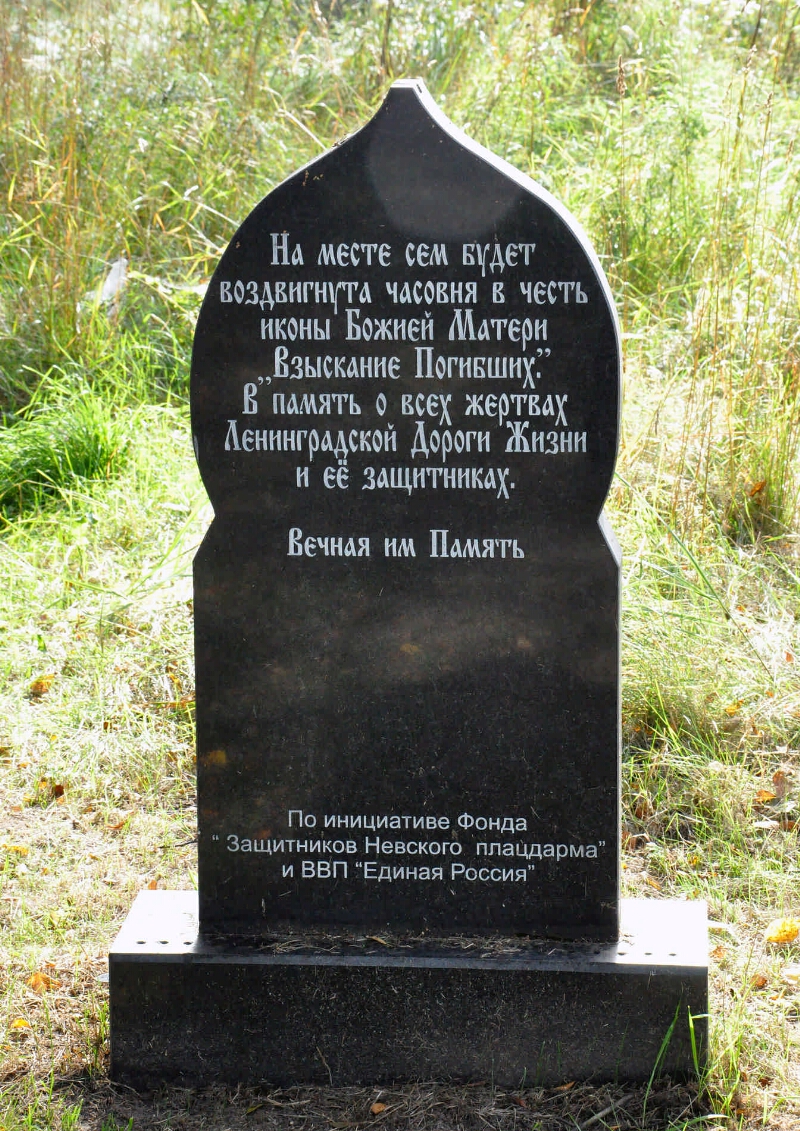 На месте сем будет
воздвигнута часовня в честь
иконы Божией Матери
„Взыскание Погибших.”
В память о всех жертвах
Ленинградской Дороги Жизни
и её защитниках.
Вечная им Память
По инициативе Фонда
“ Защитников Невского плацдарма”
и ВВП “Единая Россия”